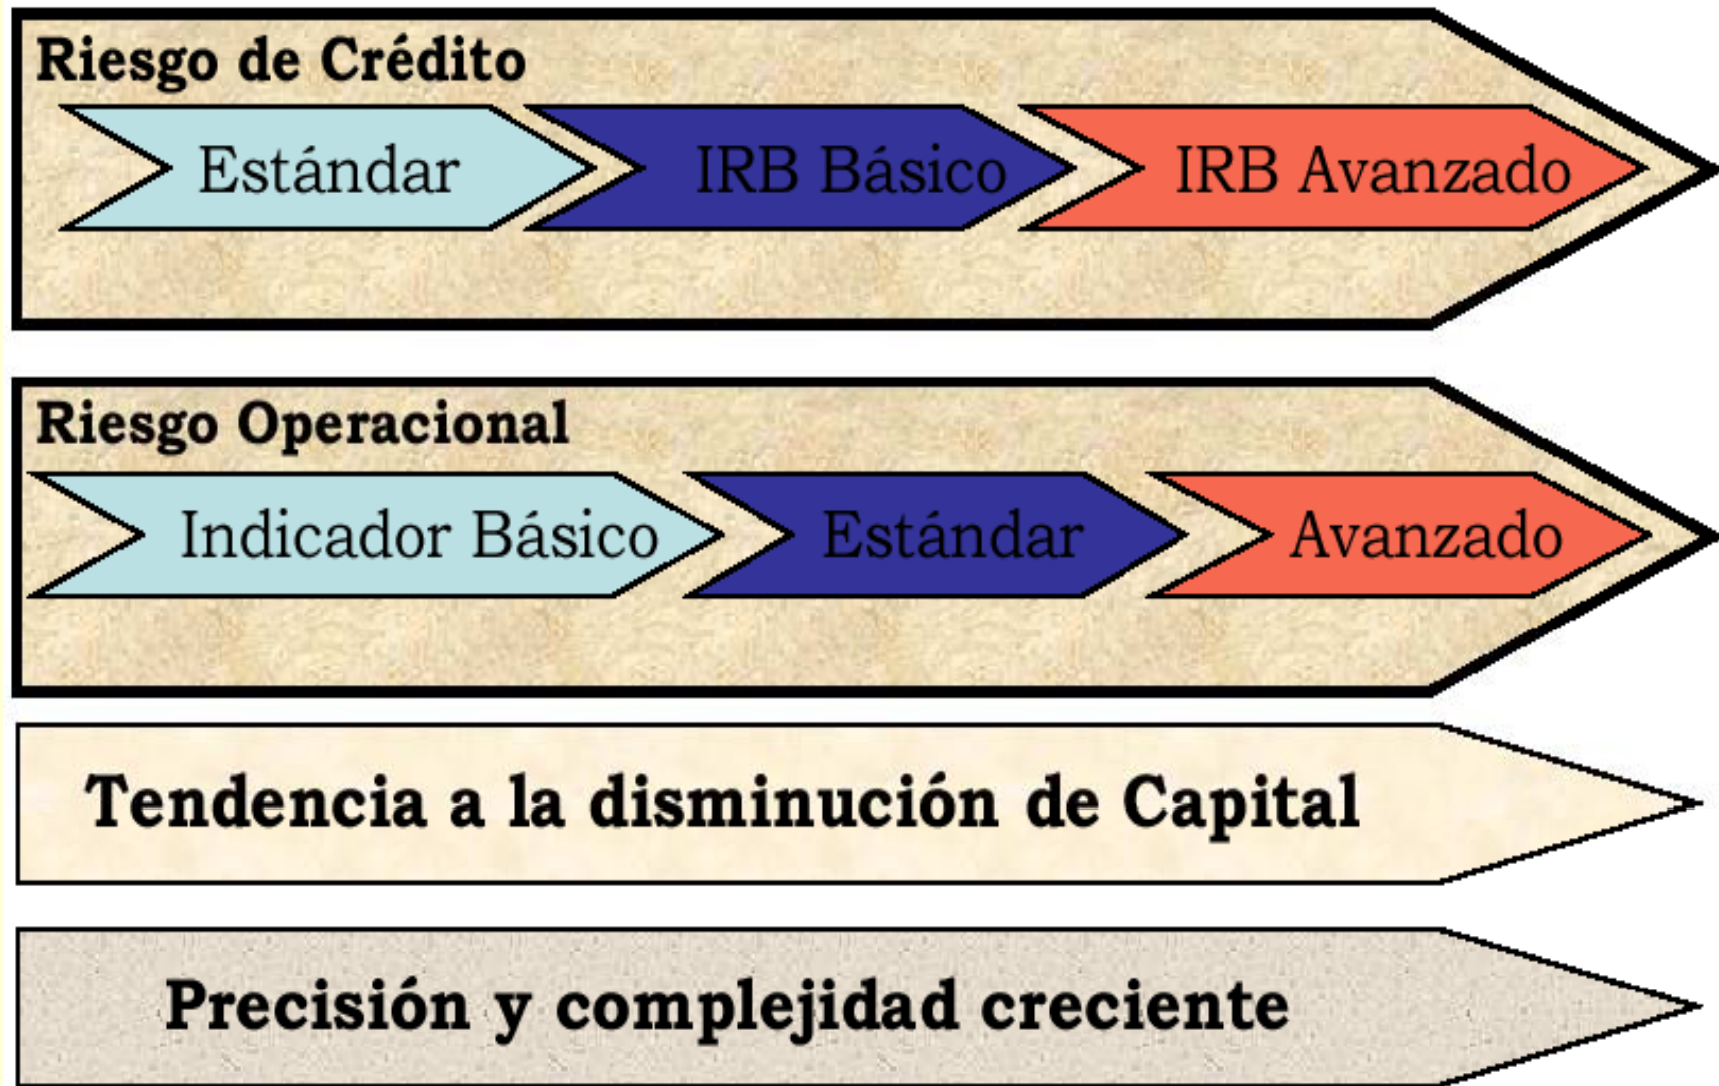 Riesgo de Crédito
Estándar IRB Básico IRB Avanzado
Riesgo Operacional
Indicador Básico Estándar Avanzado
Tendencia a la disminución de Capital
Precisión y complejidad creciente